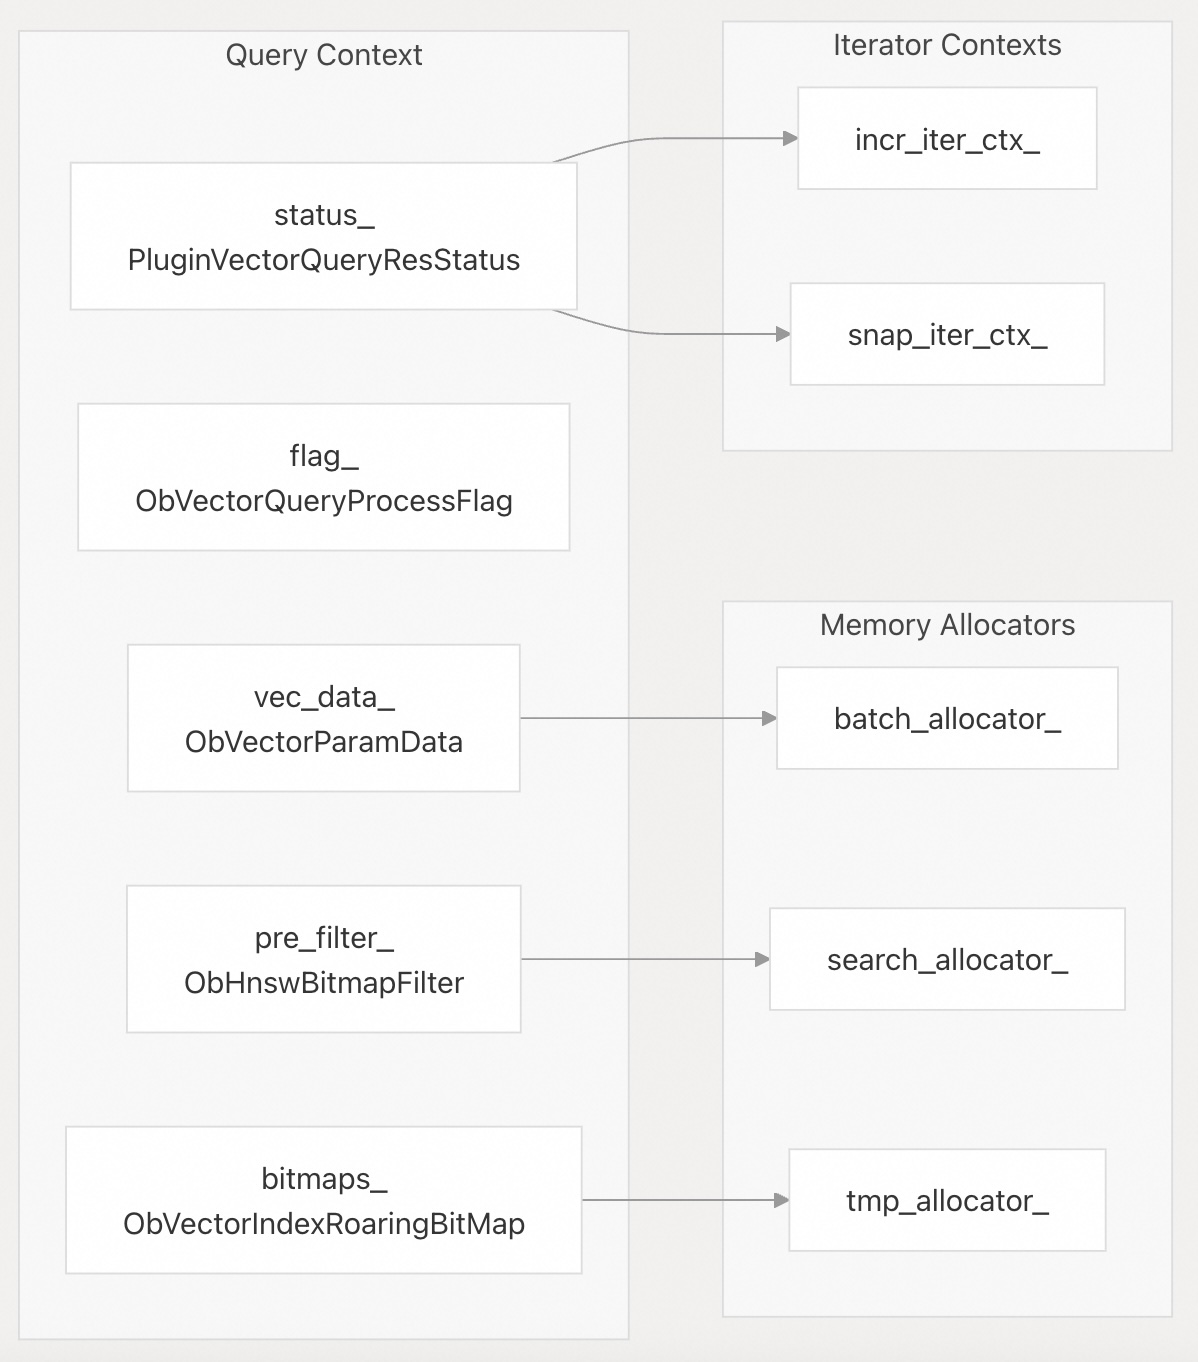 Query Context
status_
PluginVectorQueryResStatus
flag_
ObVectorQueryProcessFlag
vec_data_
ObVectorParamData
pre_filter_
ObHnswBitmapFilter
bitmaps_
ObVectorIndexRoaringBitMap
Iterator Contexts
incr_iter_ctx_
snap_iter_ctx_
Memory Allocators
batch_allocator_
search_allocator_
tmp_allocator_